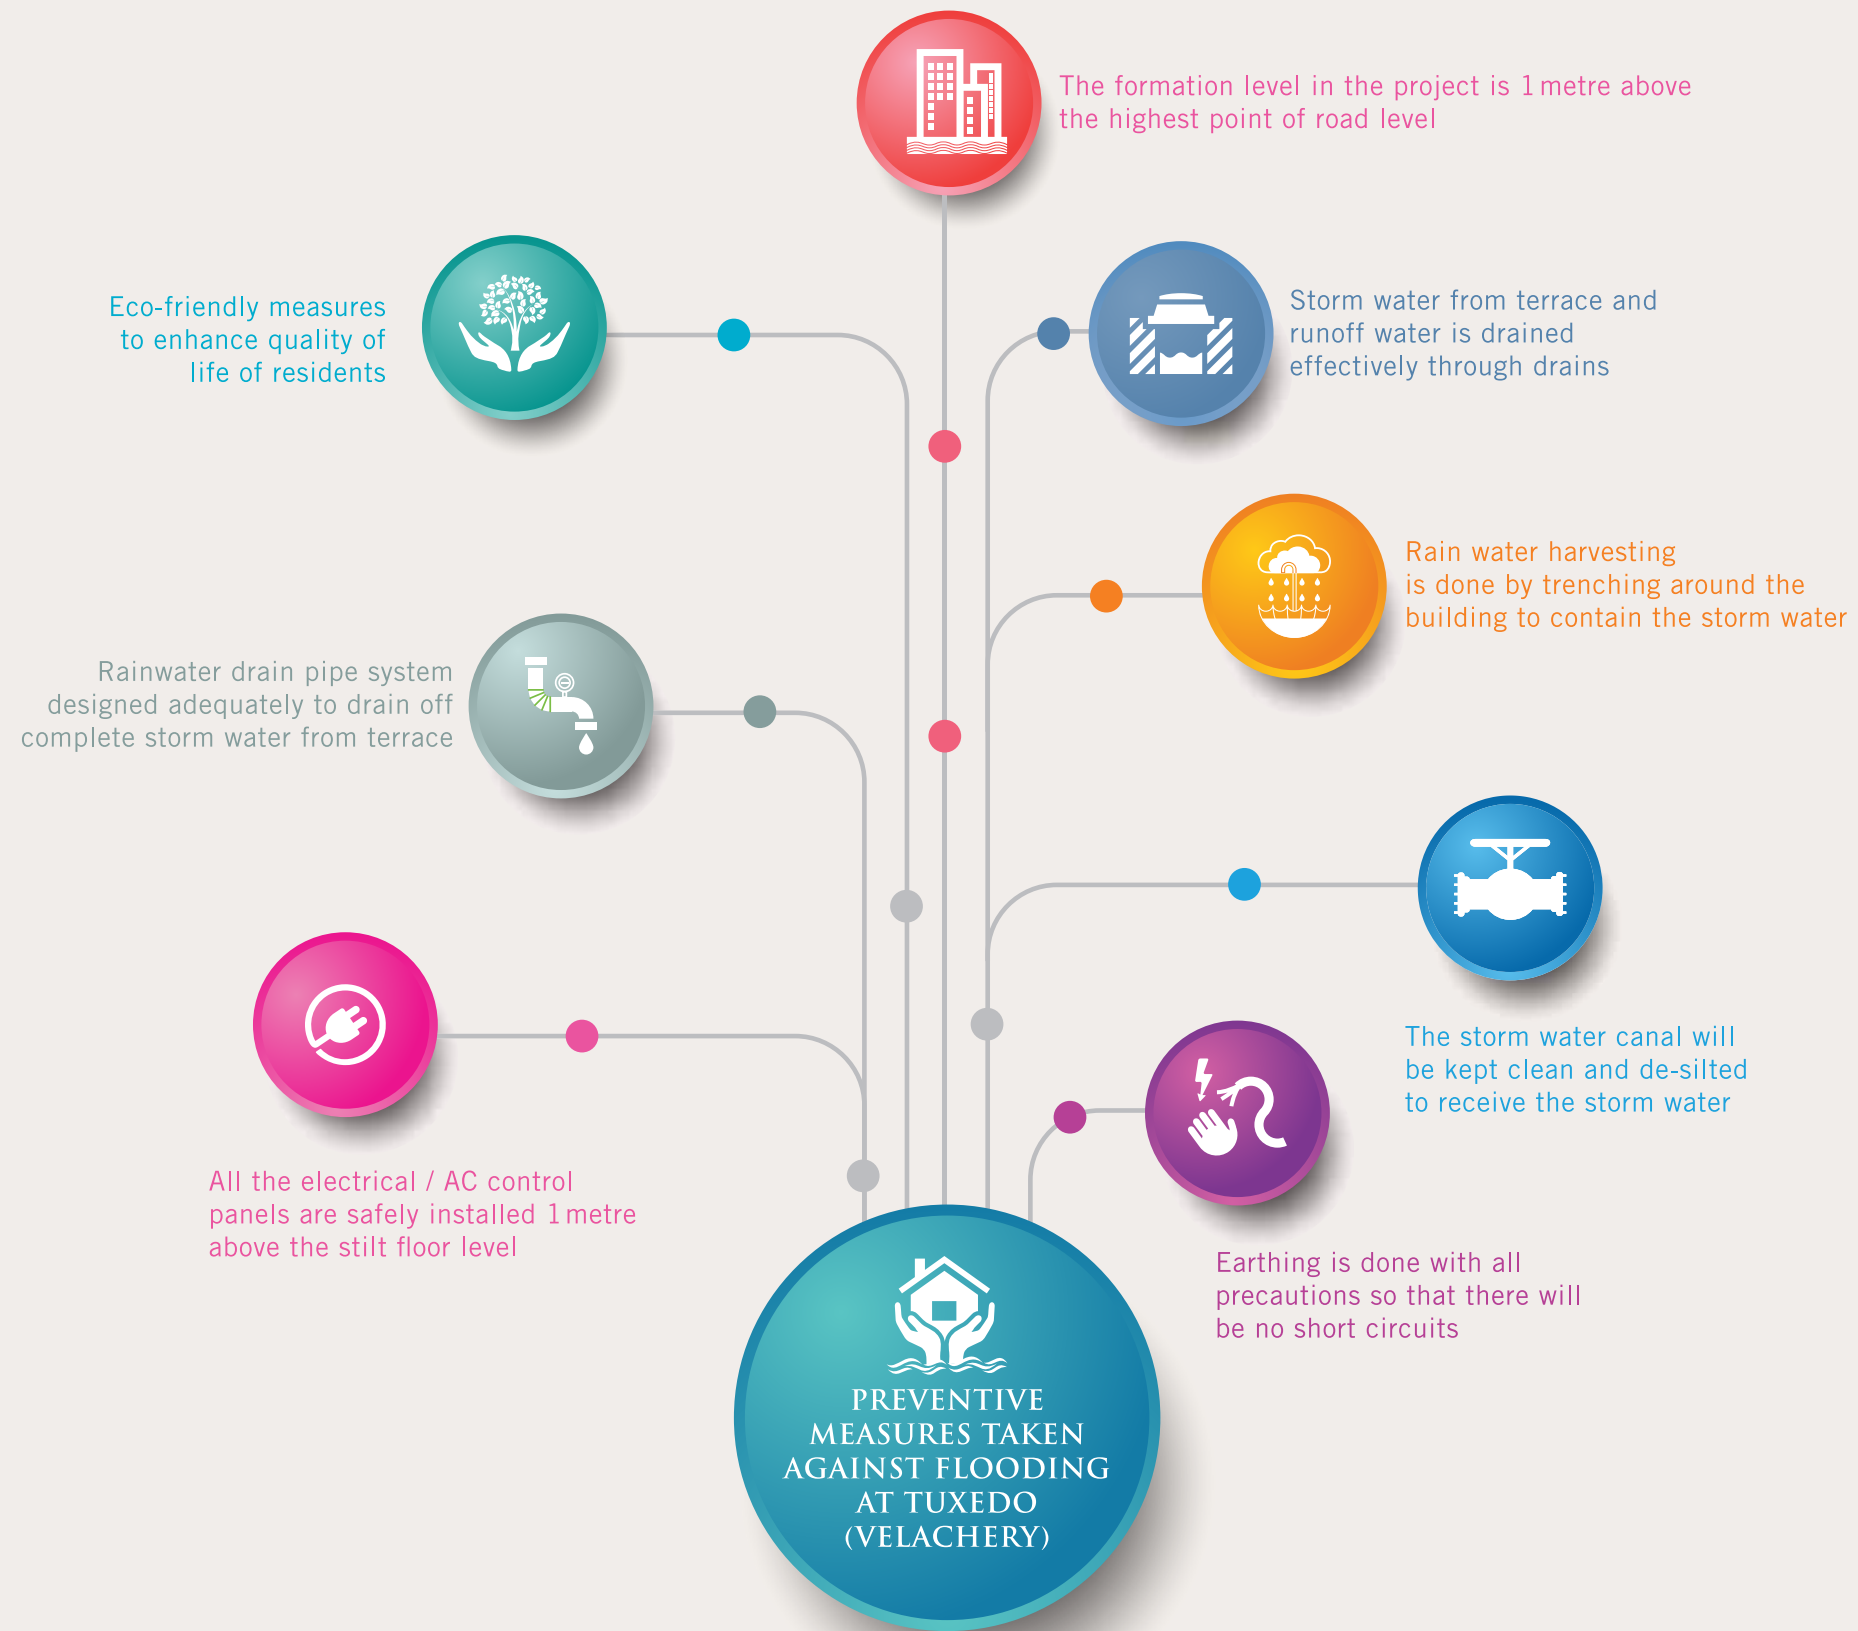 The formation level in the project is 1 metre above
the highest point of road level
Eco-friendly measures
to enhance quality of
life of residents
Storm water from terrace and
runoff water is drained
effectively through drains
Rain water harvesting
is done by trenching around the
building to contain the storm water
Rainwater drain pipe system
designed adequately to drain off
complete storm water from terrace
The storm water canal will
be kept clean and de-silted
to receive the storm water
All the electrical / AC control
panels are safely installed 1 metre
above the stilt floor level
Earthing is done with all
precautions so that there will
be no short circuits
PREVENTIVE
MEASURES TAKEN
AGAINST FLOODING
AT TUXEDO
(VELACHERY)